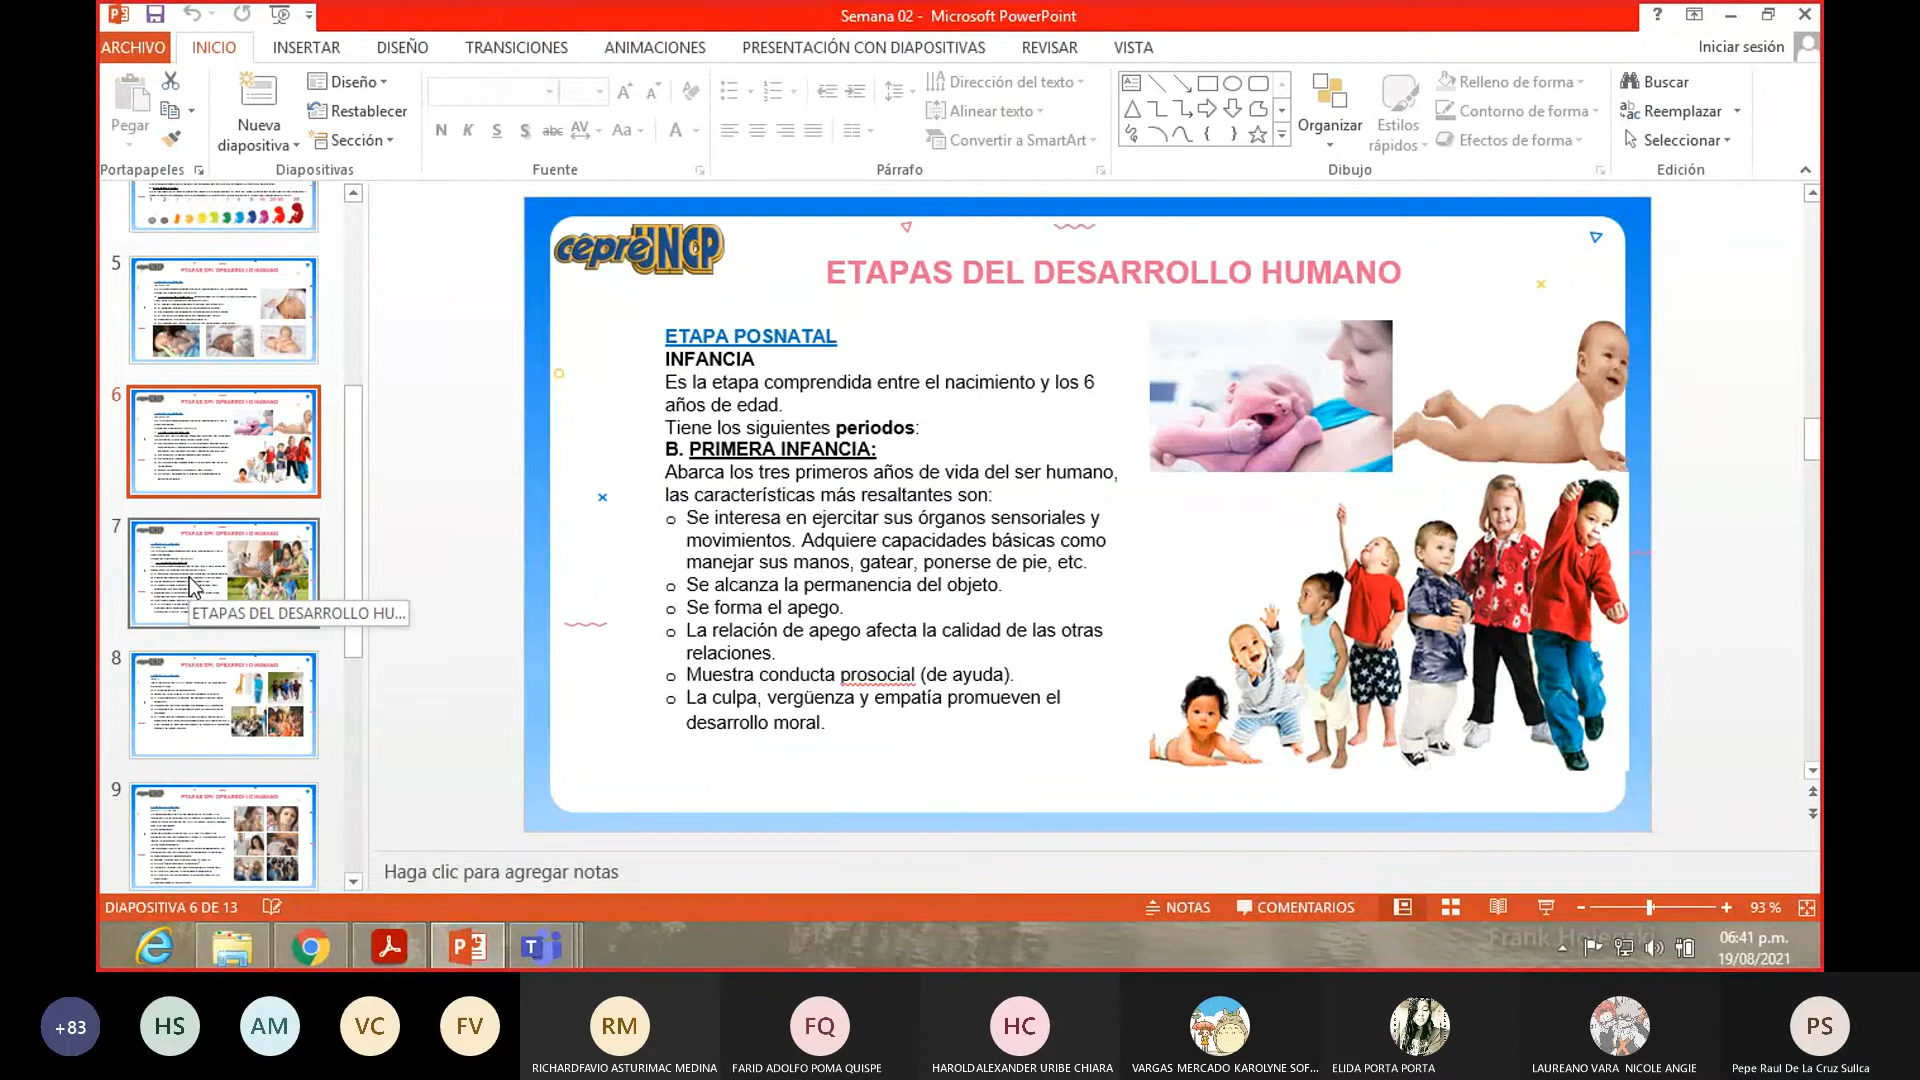 Semana 02 - Microsoft PowerPoint
?
ARCHIVO INICIO INSERTAR DISEÑO TRANSICIONES ANIMACIONES PRESENTACIÓN CON DIAPOSITIVAS REVISAR VISTA Iniciar sesión
Pegar
Portapapeles
Nueva diapositiva
Diseño
Restablecer
Sección
Diapositivas
N K S S abc AV Aa A
Fuente
Dirección del texto
Alinear texto
Convertir a SmartArt
Párrafo
Organizar
Estilos rápidos
Relleno de forma
Contorno de forma
Efectos de forma
Dibujo
Buscar
Reemplazar
Seleccionar
Edición
5
6
7
8
9
ETAPAS DEL DESARROLLO HU...
cepreUNCP
ETAPAS DEL DESARROLLO HUMANO
ETAPA POSNATAL
INFANCIA
Es la etapa comprendida entre el nacimiento y los 6
años de edad.
Tiene los siguientes periodos:
B. PRIMERA INFANCIA:
Abarca los tres primeros años de vida del ser humano,
las características más resaltantes son:
o Se interesa en ejercitar sus órganos sensoriales y
movimientos. Adquiere capacidades básicas como
manejar sus manos, gatear, ponerse de pie, etc.
o Se alcanza la permanencia del objeto.
o Se forma el apego.
o La relación de apego afecta la calidad de las otras
relaciones.
o Muestra conducta prosocial (de ayuda).
o La culpa, vergüenza y empatía promueven el
desarrollo moral.
Haga clic para agregar notas
DIAPOSITIVA 6 DE 13 NOTAS COMENTARIOS 93 %
06:41 p.m.
19/08/2021
+83 HS AM VC FV RM FQ HC PS
RICHARDFAVIO ASTURIMAC MEDINA
FARID ADOLFO POMA QUISPE
HAROLD ALEXANDER URIBE CHIARA
VARGAS MERCADO KAROLYNE SOF...
ELIDA PORTA PORTA
LAUREANO VARA NICOLE ANGIE
Pepe Raul De La Cruz Sullca